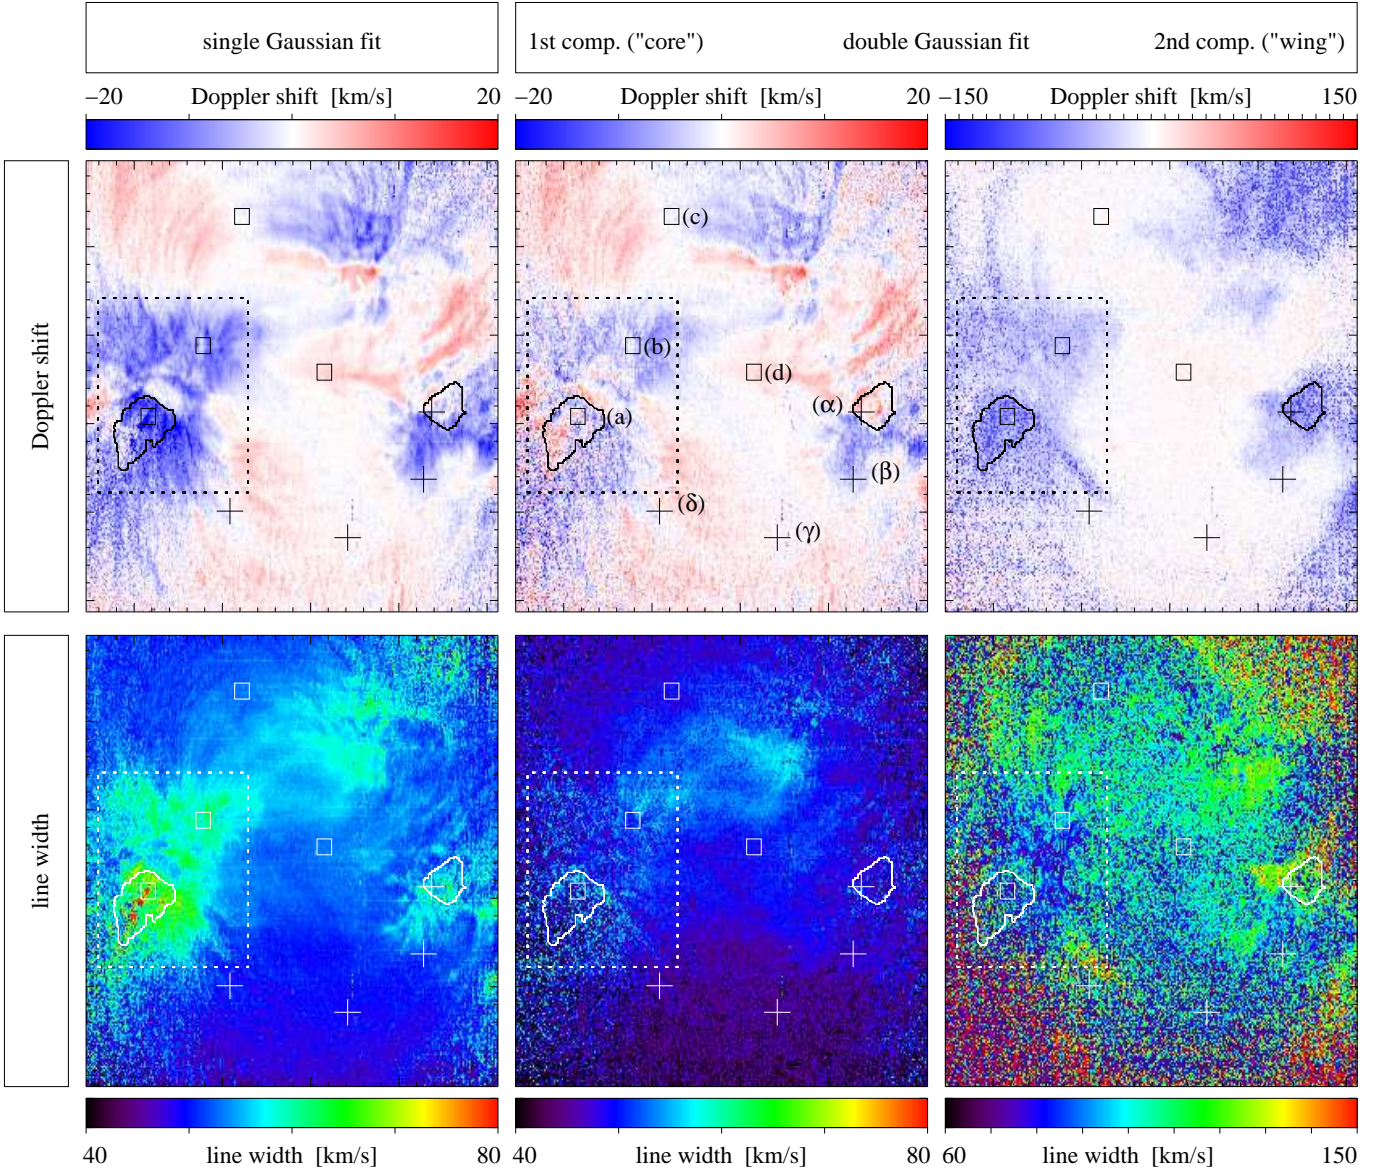 single Gaussian fit
1st comp. ("core") double Gaussian fit 2nd comp. ("wing")
−20 Doppler shift [km/s] 20
−20 Doppler shift [km/s] 20
−150 Doppler shift [km/s] 150
Doppler shift
(c)
(b)
(d)
(α)
(a)
(β)
(δ)
(γ)
line width
40 line width [km/s] 80
40 line width [km/s] 80
60 line width [km/s] 150